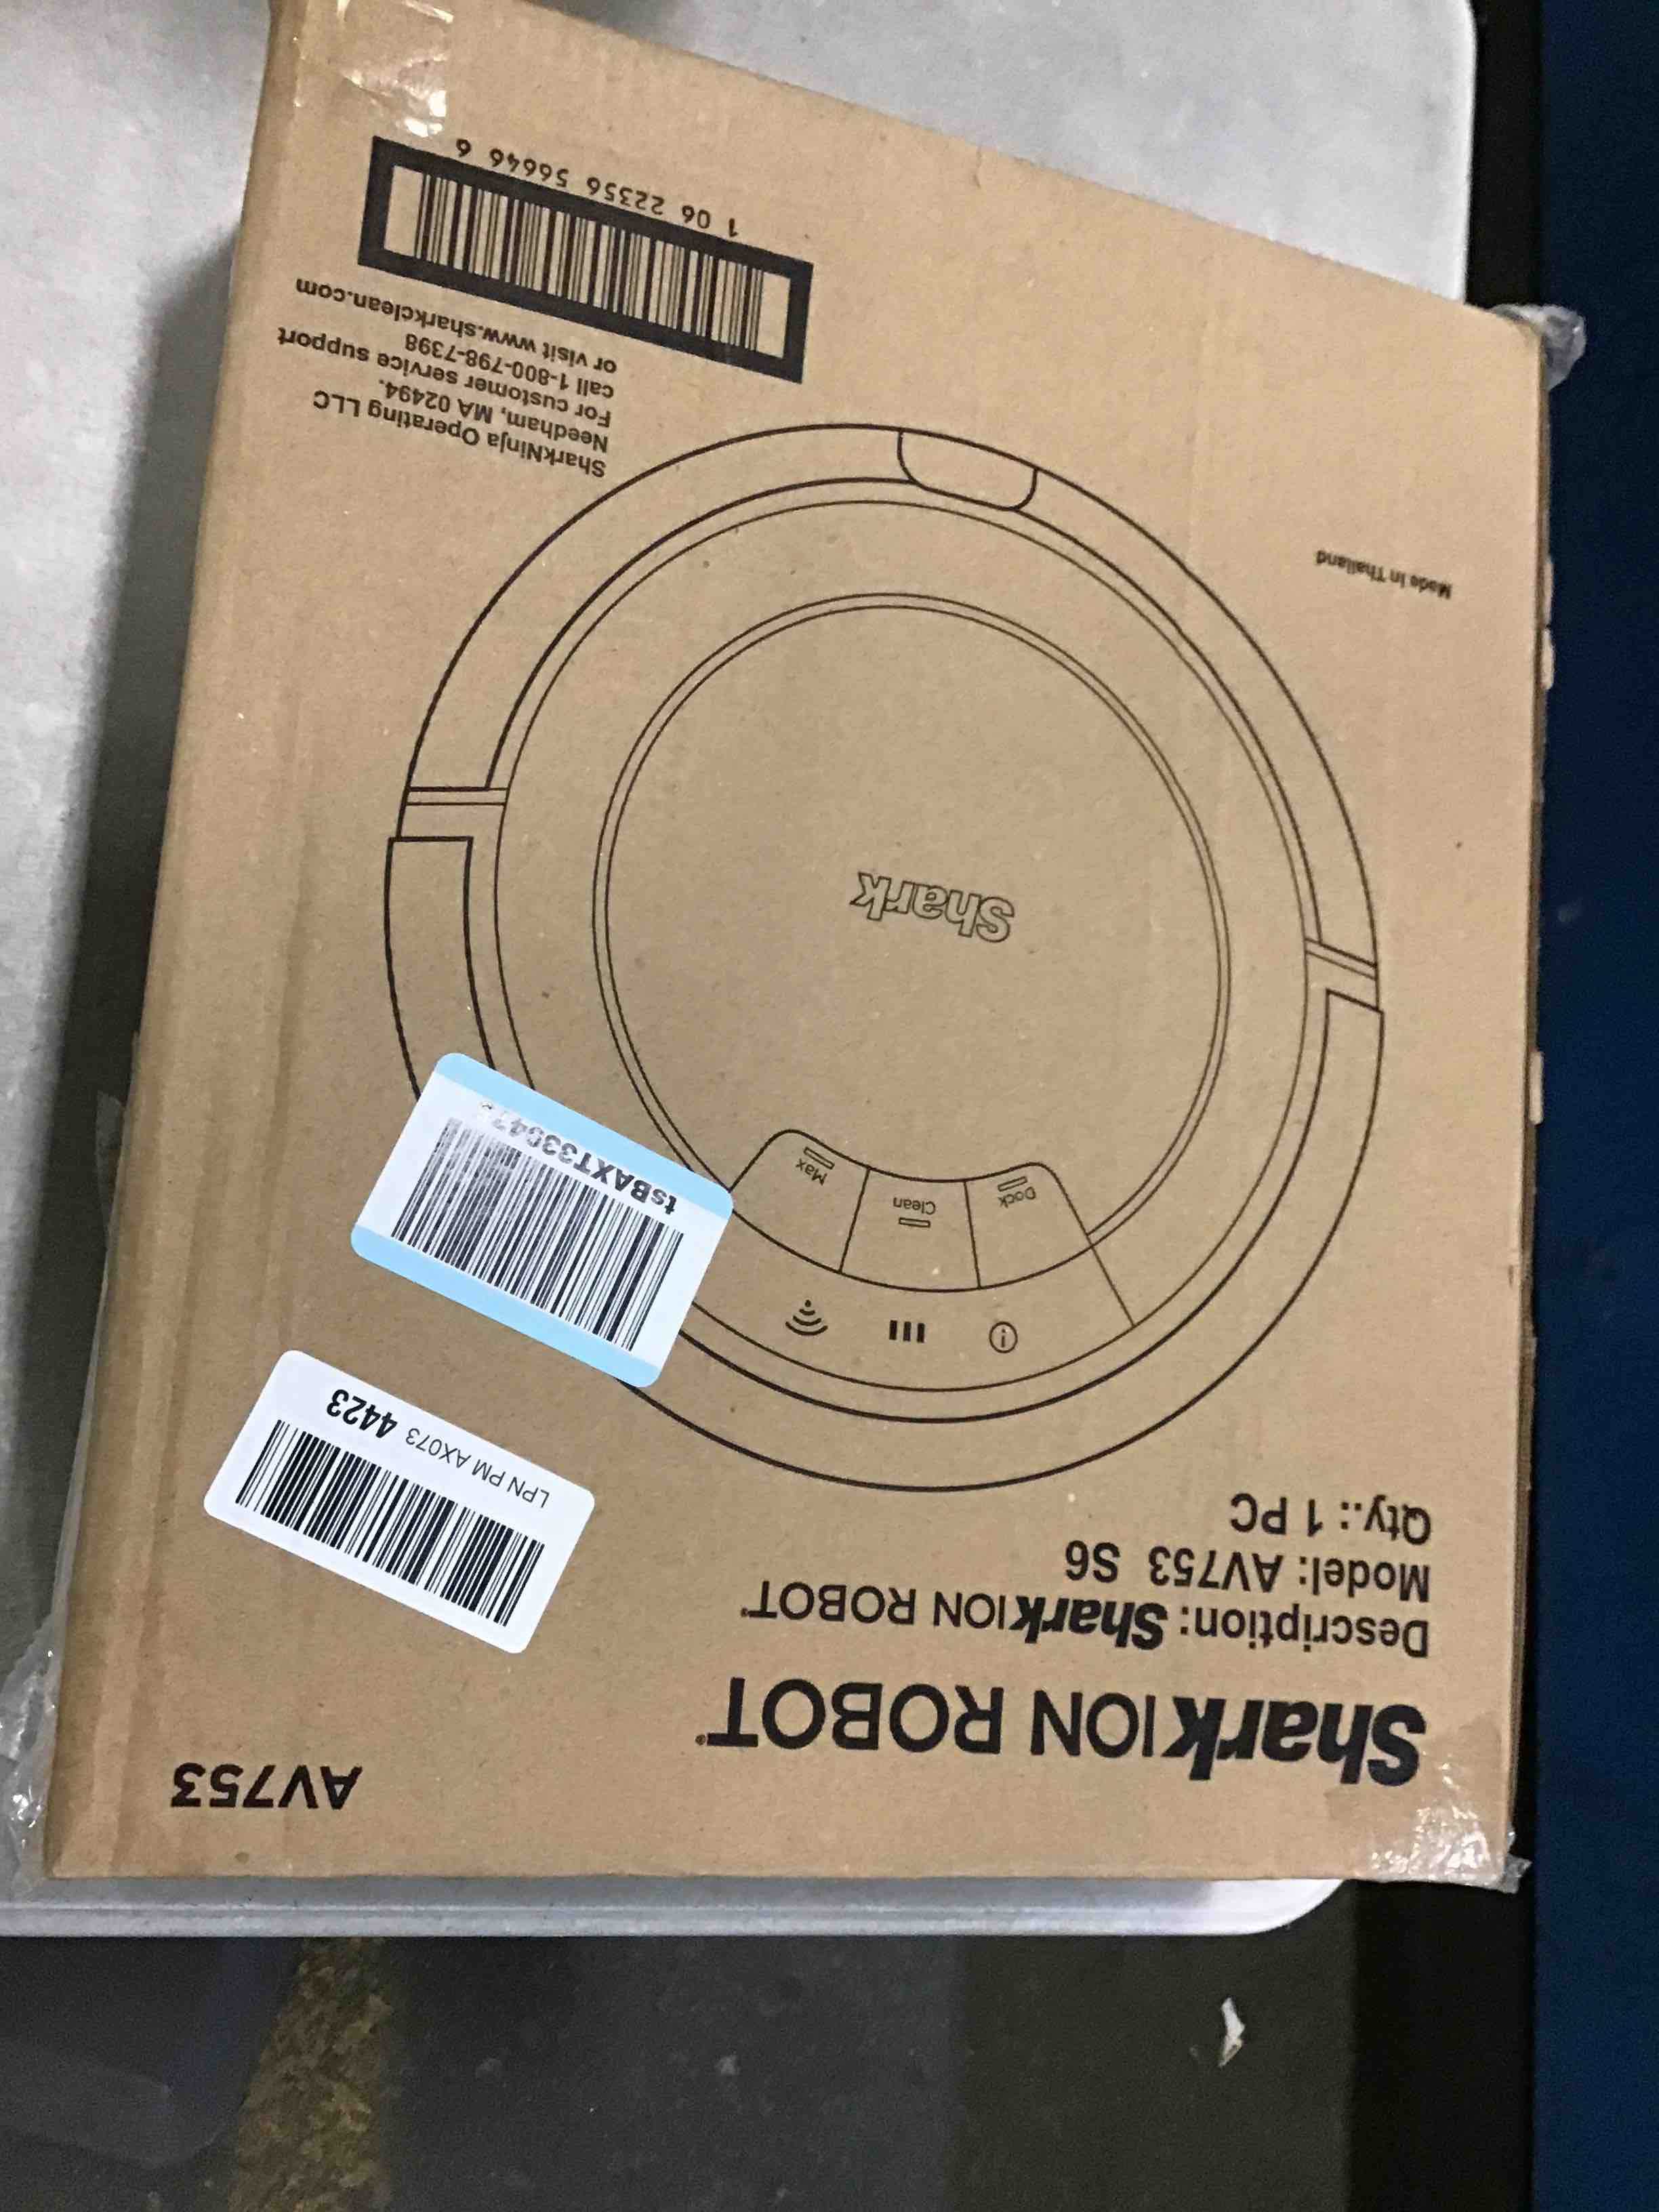 AV753
Shark ION ROBOT®
Description: Shark ION ROBOT®
Model: AV753 S6
Qty.: 1 PC
LPN PM AX073 4423
Dock
Clean
Max
Shark
Made in Thailand
SharkNinja Operating LLC
Needham, MA 02494.
For customer service support
call 1-800-798-7398
or visit www.sharkclean.com
1 06 22356 56646 6